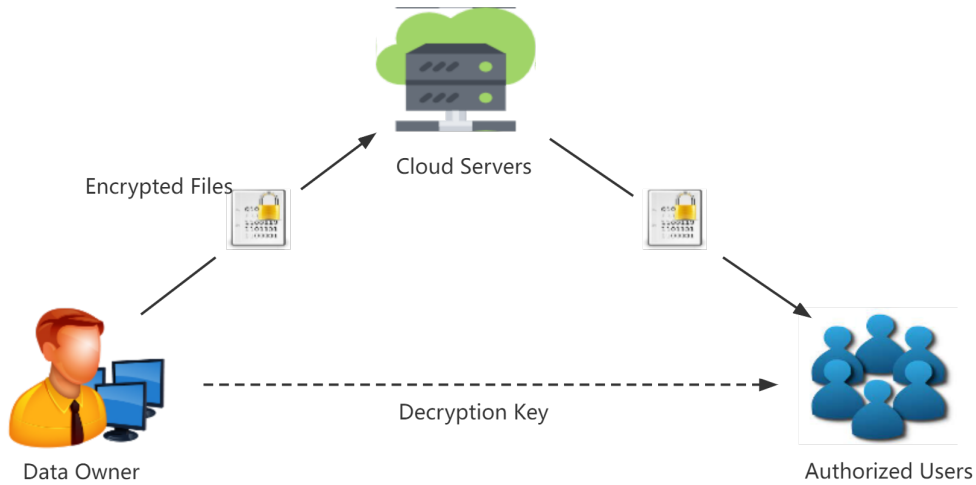 Cloud Servers
Encrypted Files
Decryption Key
Data Owner
Authorized Users